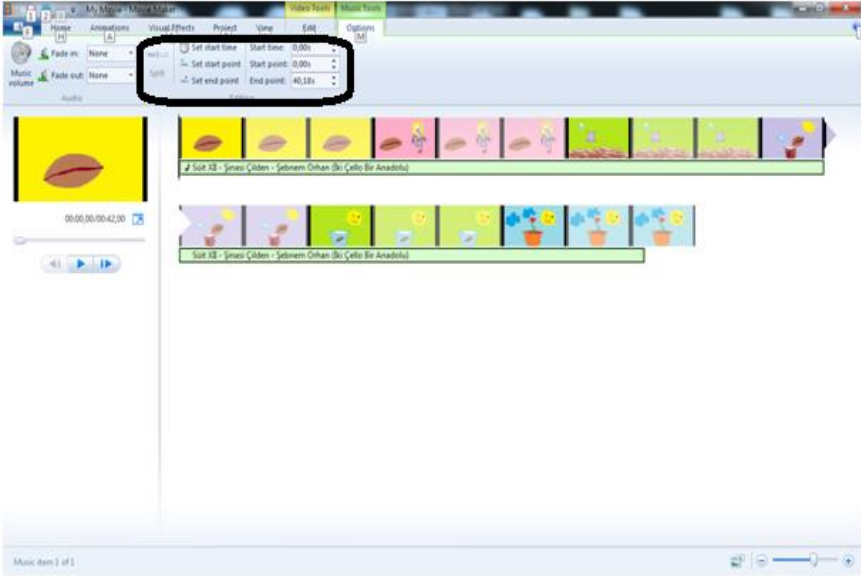 My Movie - Movie Maker
Video Tools Music Tools
1 2 3
F Home Animations Visual Effects Project View Edit Options
H A M
Fade in: None
Fade out: None
Music volume
Split
Set start time Start time: 0,00s
Set start point Start point: 0,00s
Set end point End point: 40,18s
Audio
Süit XII - Şinasi Çilden - Şebnem Orhan (İki Çello Bir Anadolu)
00:00,00/00:42,00
Süit XII - Şinasi Çilden - Şebnem Orhan (İki Çello Bir Anadolu)
Music item 1 of 1